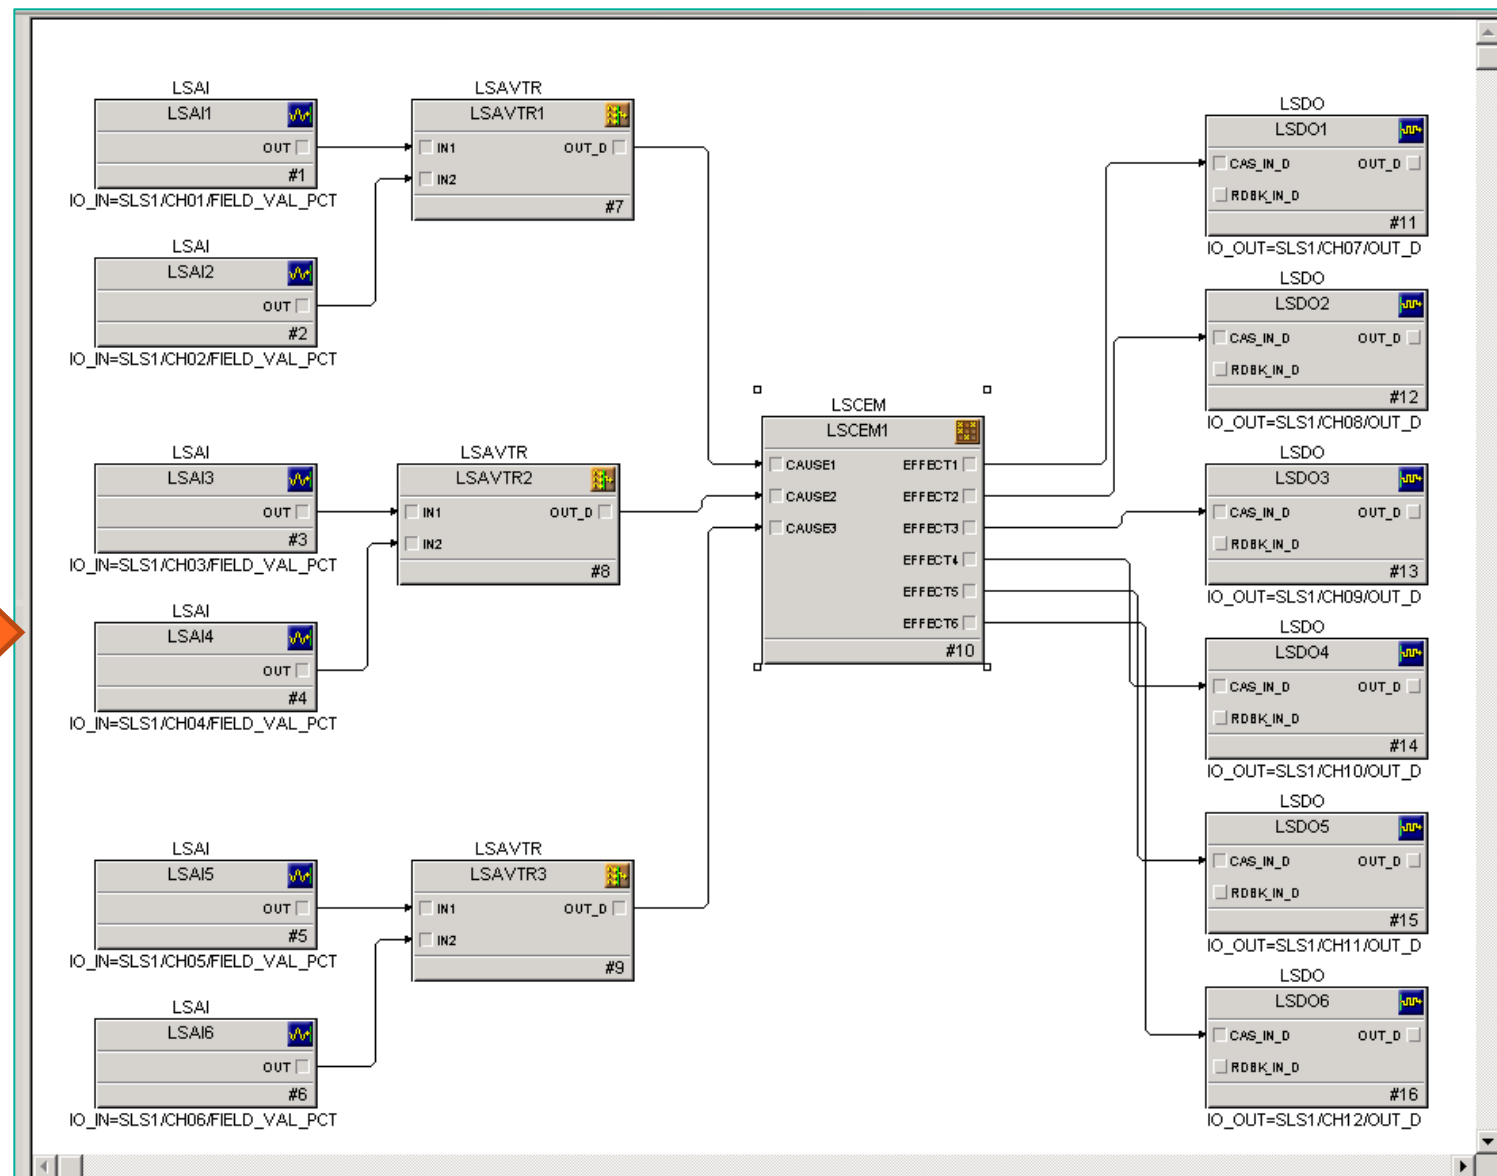 LSAI
LSAI1
OUT
#1
IO_IN=SLS1/CH01/FIELD_VAL_PCT
LSAI
LSAI2
OUT
#2
IO_IN=SLS1/CH02/FIELD_VAL_PCT
LSAVTR
LSAVTR1
IN1 OUT_D
IN2
#7
LSAI
LSAI3
OUT
#3
IO_IN=SLS1/CH03/FIELD_VAL_PCT
LSAI
LSAI4
OUT
#4
IO_IN=SLS1/CH04/FIELD_VAL_PCT
LSAVTR
LSAVTR2
IN1 OUT_D
IN2
#8
LSAI
LSAI5
OUT
#5
IO_IN=SLS1/CH05/FIELD_VAL_PCT
LSAI
LSAI6
OUT
#6
IO_IN=SLS1/CH06/FIELD_VAL_PCT
LSAVTR
LSAVTR3
IN1 OUT_D
IN2
#9
LSCEM
LSCEM1
CAUSE1 EFFECT1
CAUSE2 EFFECT2
CAUSE3 EFFECT3
EFFECT4
EFFECT5
EFFECT6
#10
LSDO
LSDO1
CAS_IN_D OUT_D
RDBK_IN_D
#11
IO_OUT=SLS1/CH07/OUT_D
LSDO
LSDO2
CAS_IN_D OUT_D
RDBK_IN_D
#12
IO_OUT=SLS1/CH08/OUT_D
LSDO
LSDO3
CAS_IN_D OUT_D
RDBK_IN_D
#13
IO_OUT=SLS1/CH09/OUT_D
LSDO
LSDO4
CAS_IN_D OUT_D
RDBK_IN_D
#14
IO_OUT=SLS1/CH10/OUT_D
LSDO
LSDO5
CAS_IN_D OUT_D
RDBK_IN_D
#15
IO_OUT=SLS1/CH11/OUT_D
LSDO
LSDO6
CAS_IN_D OUT_D
RDBK_IN_D
#16
IO_OUT=SLS1/CH12/OUT_D